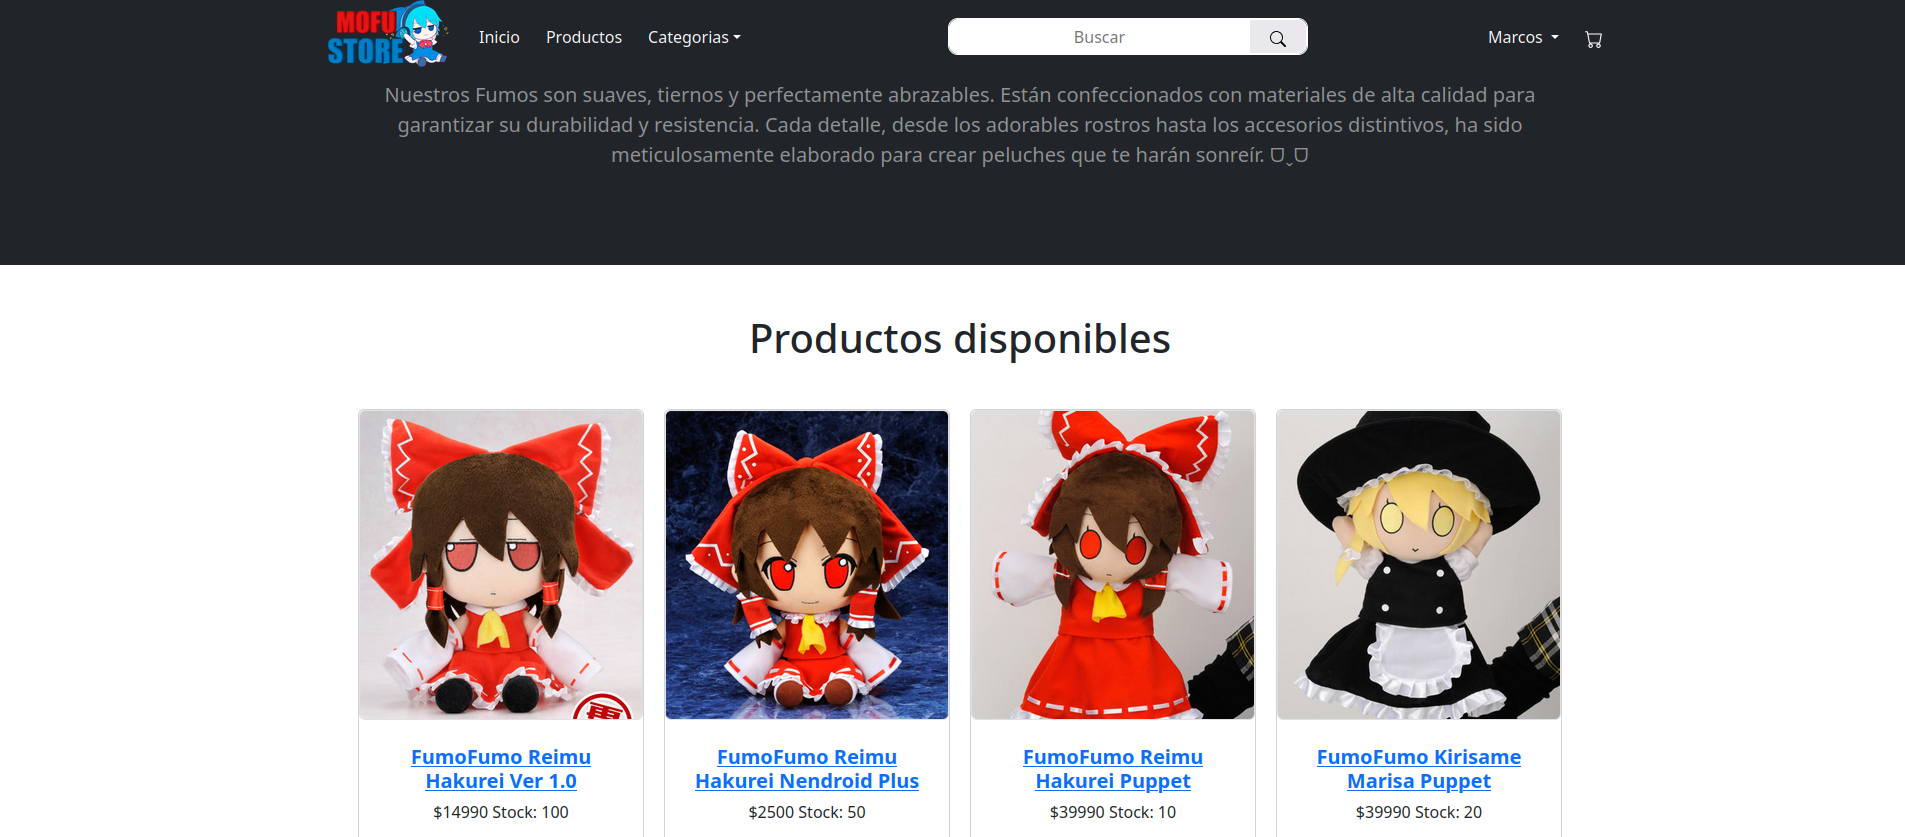 MOFU
STORE
Inicio Productos Categorias Buscar Marcos
Nuestros Fumos son suaves, tiernos y perfectamente abrazables. Están confeccionados con materiales de alta calidad para
garantizar su durabilidad y resistencia. Cada detalle, desde los adorables rostros hasta los accesorios distintivos, ha sido
meticulosamente elaborado para crear peluches que te harán sonreír. ᗜˬᗜ
Productos disponibles
FumoFumo Reimu
Hakurei Ver 1.0
$14990 Stock: 100
FumoFumo Reimu
Hakurei Nendroid Plus
$2500 Stock: 50
FumoFumo Reimu
Hakurei Puppet
$39990 Stock: 10
FumoFumo Kirisame
Marisa Puppet
$39990 Stock: 20